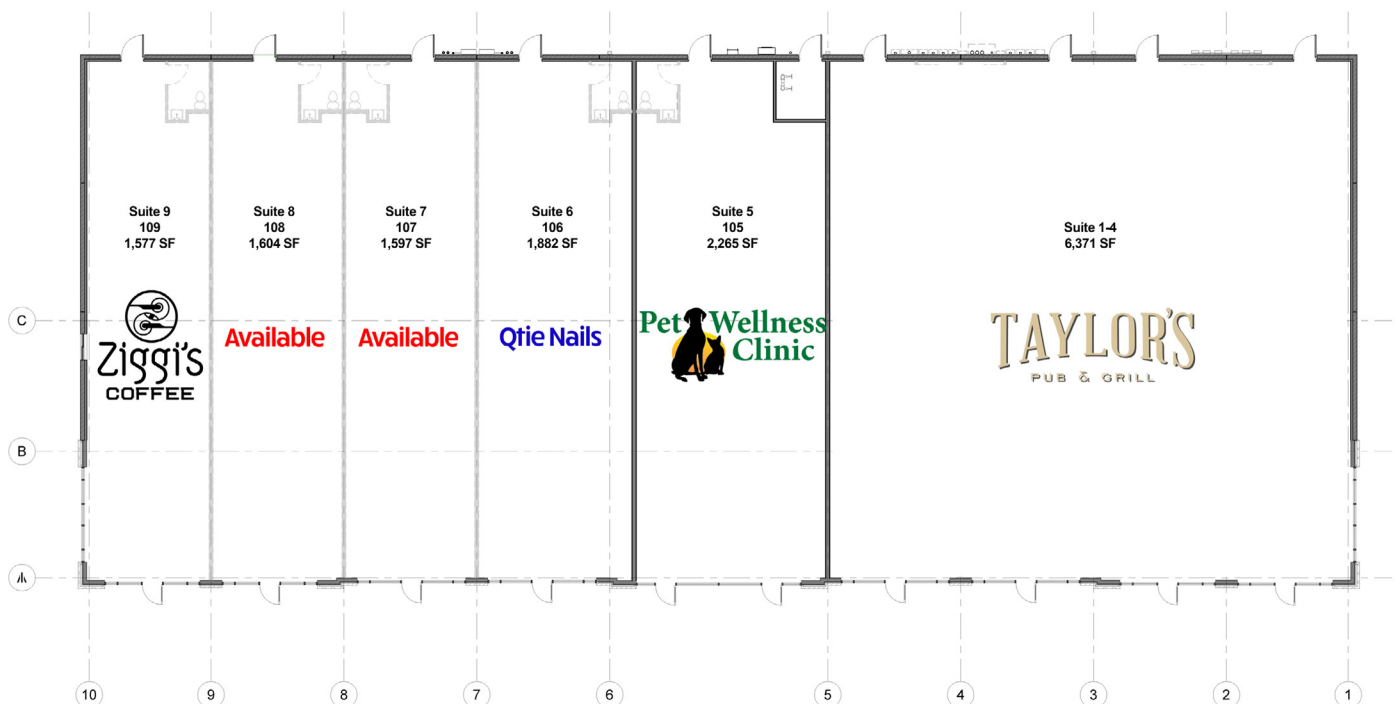 Suite 9
109
1,577 SF
Suite 8
108
1,604 SF
Suite 7
107
1,597 SF
Suite 6
106
1,882 SF
Suite 5
105
2,265 SF
Suite 1-4
6,371 SF
Ziggi's
COFFEE
Available
Available
Qtie Nails
Pet Wellness
Clinic
TAYLOR'S
PUB & GRILL
C
B
10
9
8
7
6
5
4
3
2
1